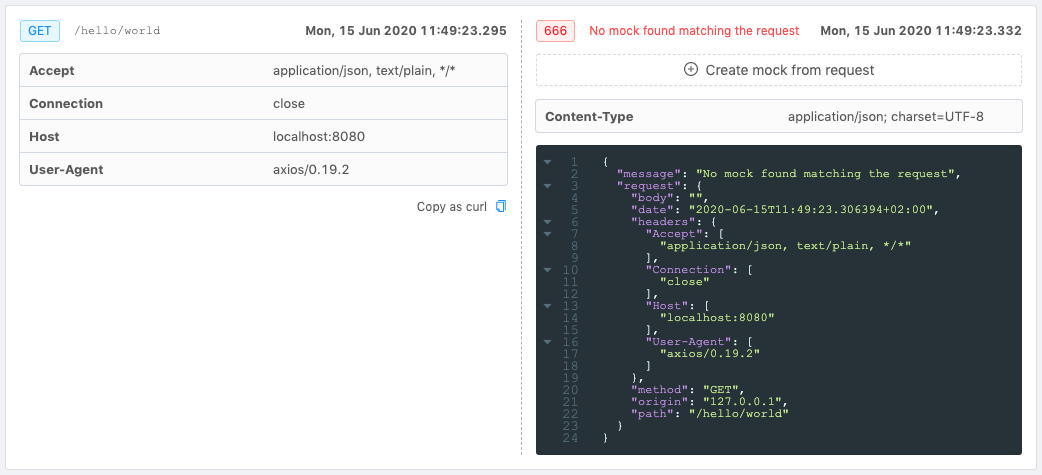 GET /hello/world Mon, 15 Jun 2020 11:49:23.295
Accept application/json, text/plain, */*
Connection close
Host localhost:8080
User-Agent axios/0.19.2
Copy as curl
666 No mock found matching the request Mon, 15 Jun 2020 11:49:23.332
Create mock from request
Content-Type application/json; charset=UTF-8
1 {
2 "message": "No mock found matching the request",
3 "request": {
4 "body": "",
5 "date": "2020-06-15T11:49:23.306394+02:00",
6 "headers": {
7 "Accept": [
8 "application/json, text/plain, */*"
9 ],
10 "Connection": [
11 "close"
12 ],
13 "Host": [
14 "localhost:8080"
15 ],
16 "User-Agent": [
17 "axios/0.19.2"
18 ]
19 },
20 "method": "GET",
21 "origin": "127.0.0.1",
22 "path": "/hello/world"
23 }
24 }